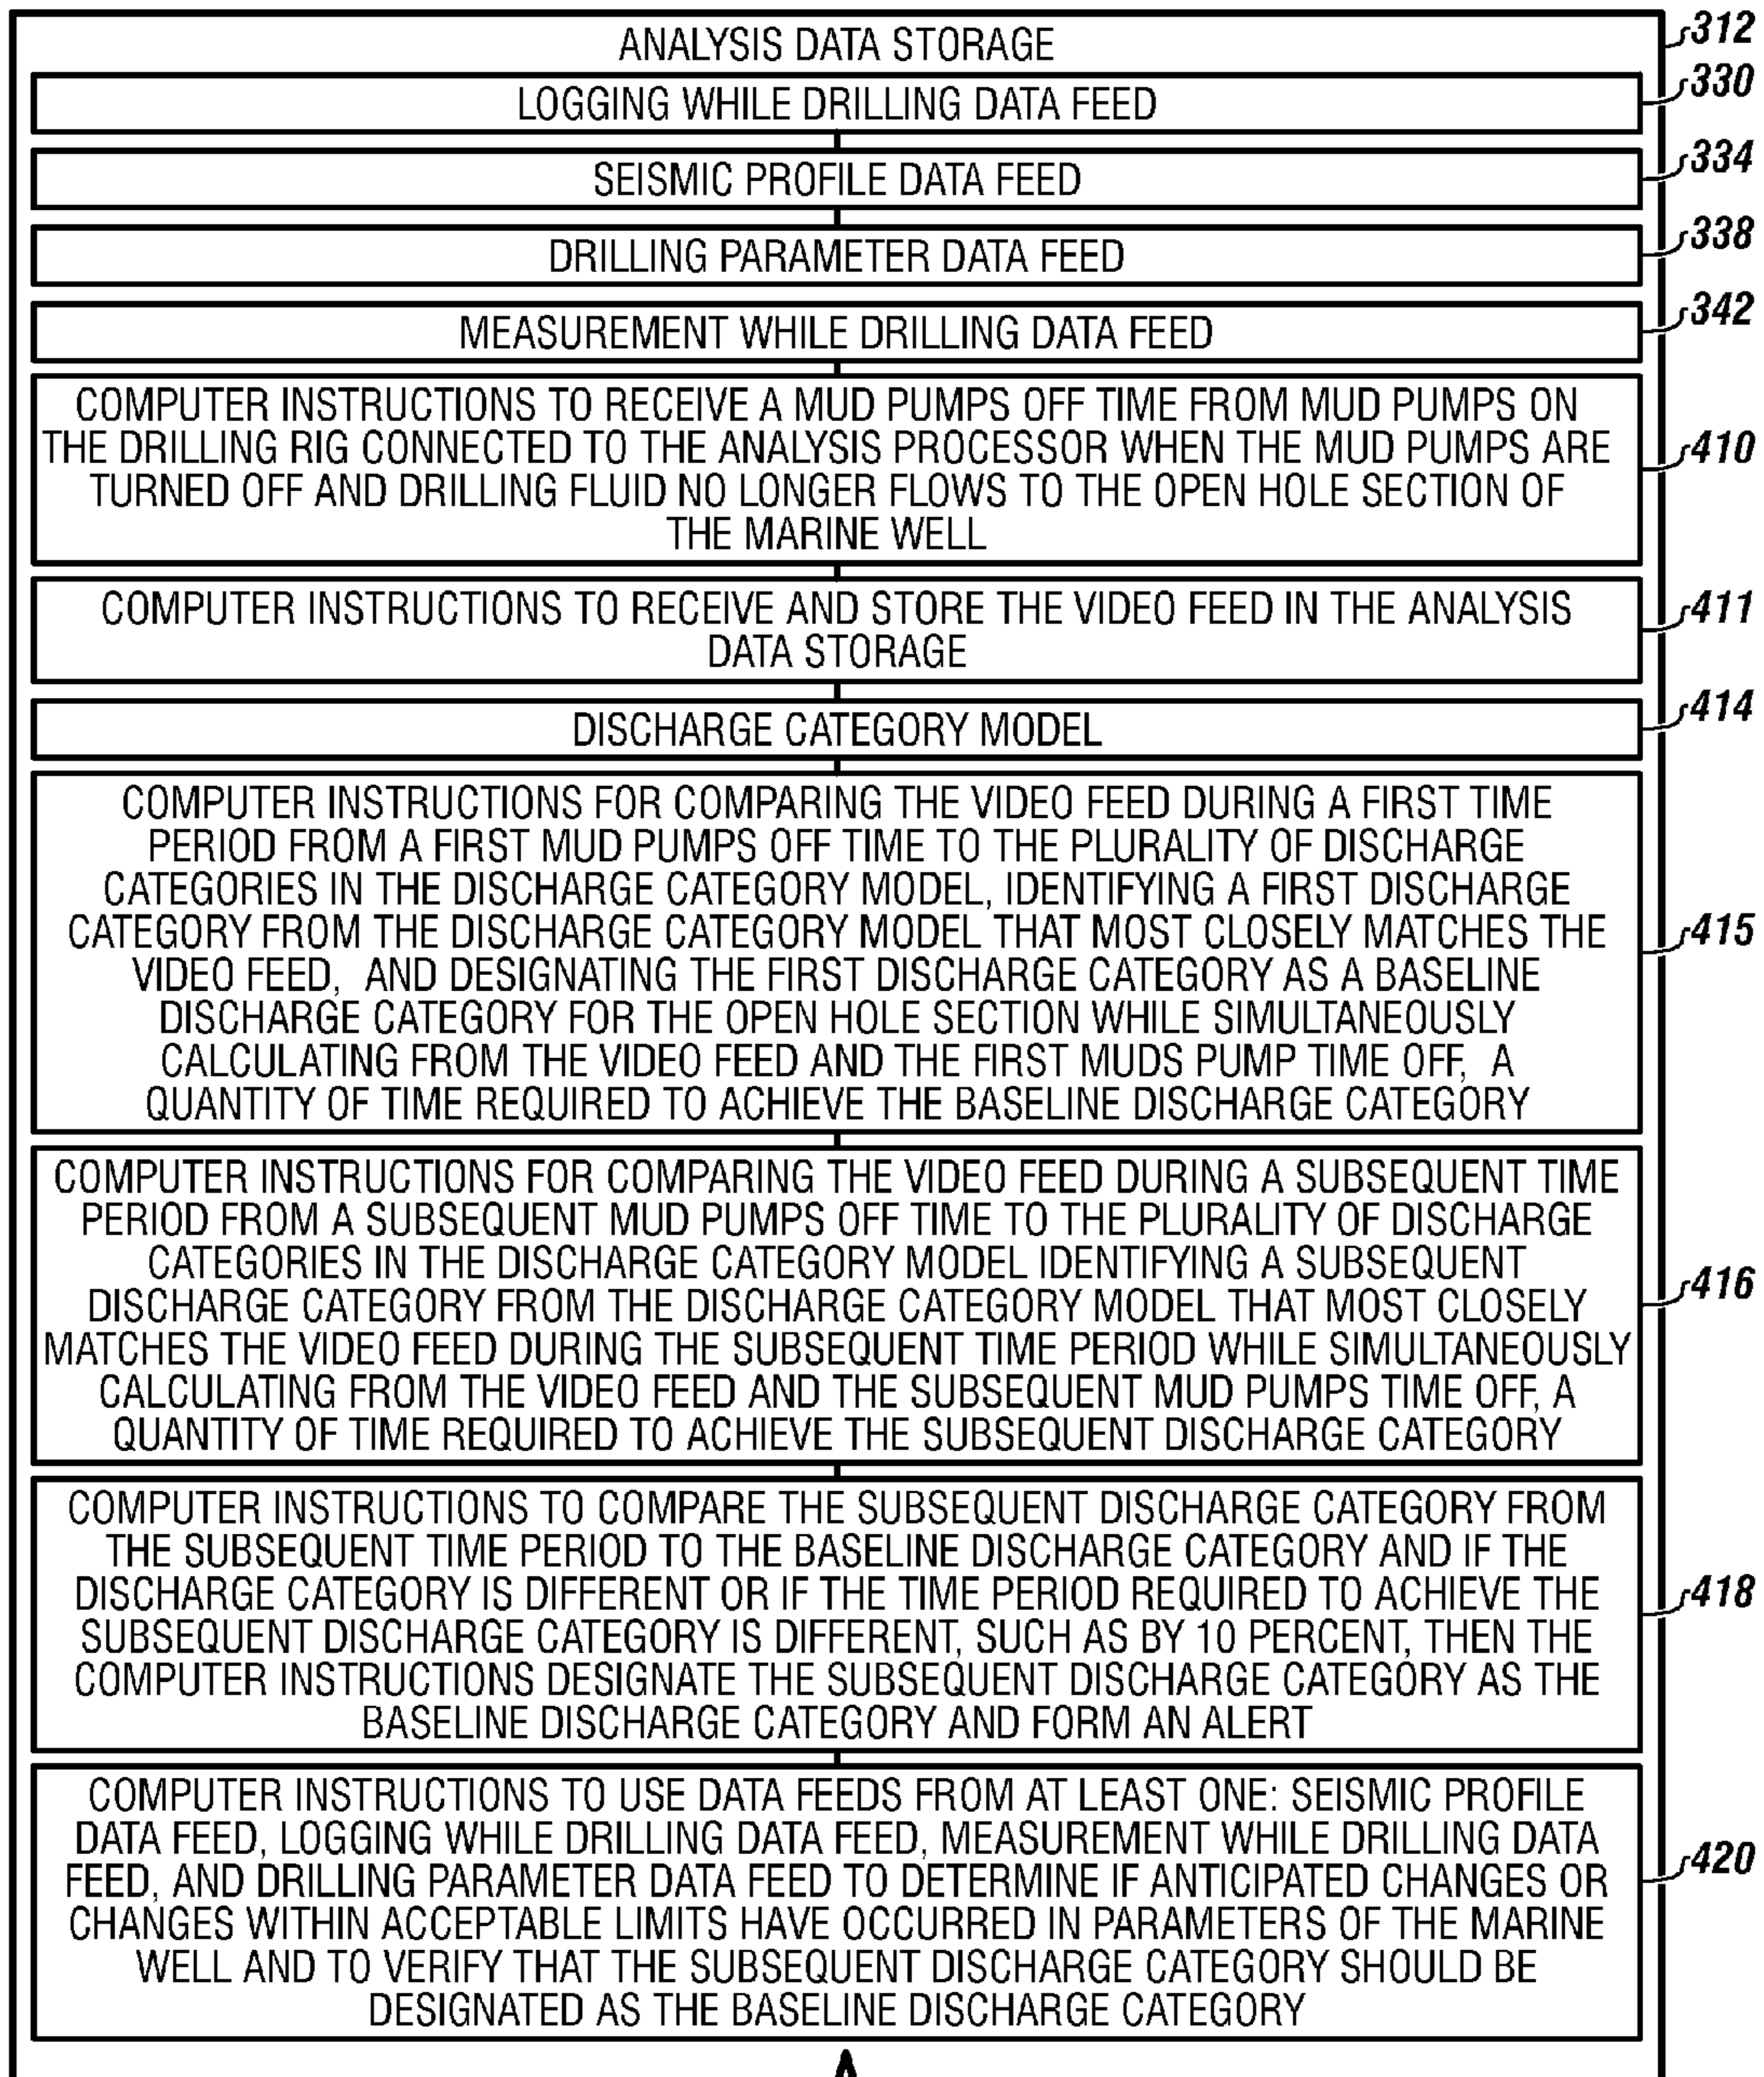 ANALYSIS DATA STORAGE
312
LOGGING WHILE DRILLING DATA FEED
330
SEISMIC PROFILE DATA FEED
334
DRILLING PARAMETER DATA FEED
338
MEASUREMENT WHILE DRILLING DATA FEED
342
COMPUTER INSTRUCTIONS TO RECEIVE A MUD PUMPS OFF TIME FROM MUD PUMPS ON
THE DRILLING RIG CONNECTED TO THE ANALYSIS PROCESSOR WHEN THE MUD PUMPS ARE
TURNED OFF AND DRILLING FLUID NO LONGER FLOWS TO THE OPEN HOLE SECTION OF
THE MARINE WELL
410
COMPUTER INSTRUCTIONS TO RECEIVE AND STORE THE VIDEO FEED IN THE ANALYSIS
DATA STORAGE
411
DISCHARGE CATEGORY MODEL
414
COMPUTER INSTRUCTIONS FOR COMPARING THE VIDEO FEED DURING A FIRST TIME
PERIOD FROM A FIRST MUD PUMPS OFF TIME TO THE PLURALITY OF DISCHARGE
CATEGORIES IN THE DISCHARGE CATEGORY MODEL, IDENTIFYING A FIRST DISCHARGE
CATEGORY FROM THE DISCHARGE CATEGORY MODEL THAT MOST CLOSELY MATCHES THE
VIDEO FEED, AND DESIGNATING THE FIRST DISCHARGE CATEGORY AS A BASELINE
DISCHARGE CATEGORY FOR THE OPEN HOLE SECTION WHILE SIMULTANEOUSLY
CALCULATING FROM THE VIDEO FEED AND THE FIRST MUDS PUMP TIME OFF, A
QUANTITY OF TIME REQUIRED TO ACHIEVE THE BASELINE DISCHARGE CATEGORY
415
COMPUTER INSTRUCTIONS FOR COMPARING THE VIDEO FEED DURING A SUBSEQUENT TIME
PERIOD FROM A SUBSEQUENT MUD PUMPS OFF TIME TO THE PLURALITY OF DISCHARGE
CATEGORIES IN THE DISCHARGE CATEGORY MODEL IDENTIFYING A SUBSEQUENT
DISCHARGE CATEGORY FROM THE DISCHARGE CATEGORY MODEL THAT MOST CLOSELY
MATCHES THE VIDEO FEED DURING THE SUBSEQUENT TIME PERIOD WHILE SIMULTANEOUSLY
CALCULATING FROM THE VIDEO FEED AND THE SUBSEQUENT MUD PUMPS TIME OFF, A
QUANTITY OF TIME REQUIRED TO ACHIEVE THE SUBSEQUENT DISCHARGE CATEGORY
416
COMPUTER INSTRUCTIONS TO COMPARE THE SUBSEQUENT DISCHARGE CATEGORY FROM
THE SUBSEQUENT TIME PERIOD TO THE BASELINE DISCHARGE CATEGORY AND IF THE
DISCHARGE CATEGORY IS DIFFERENT OR IF THE TIME PERIOD REQUIRED TO ACHIEVE THE
SUBSEQUENT DISCHARGE CATEGORY IS DIFFERENT, SUCH AS BY 10 PERCENT, THEN THE
COMPUTER INSTRUCTIONS DESIGNATE THE SUBSEQUENT DISCHARGE CATEGORY AS THE
BASELINE DISCHARGE CATEGORY AND FORM AN ALERT
418
COMPUTER INSTRUCTIONS TO USE DATA FEEDS FROM AT LEAST ONE: SEISMIC PROFILE
DATA FEED, LOGGING WHILE DRILLING DATA FEED, MEASUREMENT WHILE DRILLING DATA
FEED, AND DRILLING PARAMETER DATA FEED TO DETERMINE IF ANTICIPATED CHANGES OR
CHANGES WITHIN ACCEPTABLE LIMITS HAVE OCCURRED IN PARAMETERS OF THE MARINE
WELL AND TO VERIFY THAT THE SUBSEQUENT DISCHARGE CATEGORY SHOULD BE
DESIGNATED AS THE BASELINE DISCHARGE CATEGORY
420